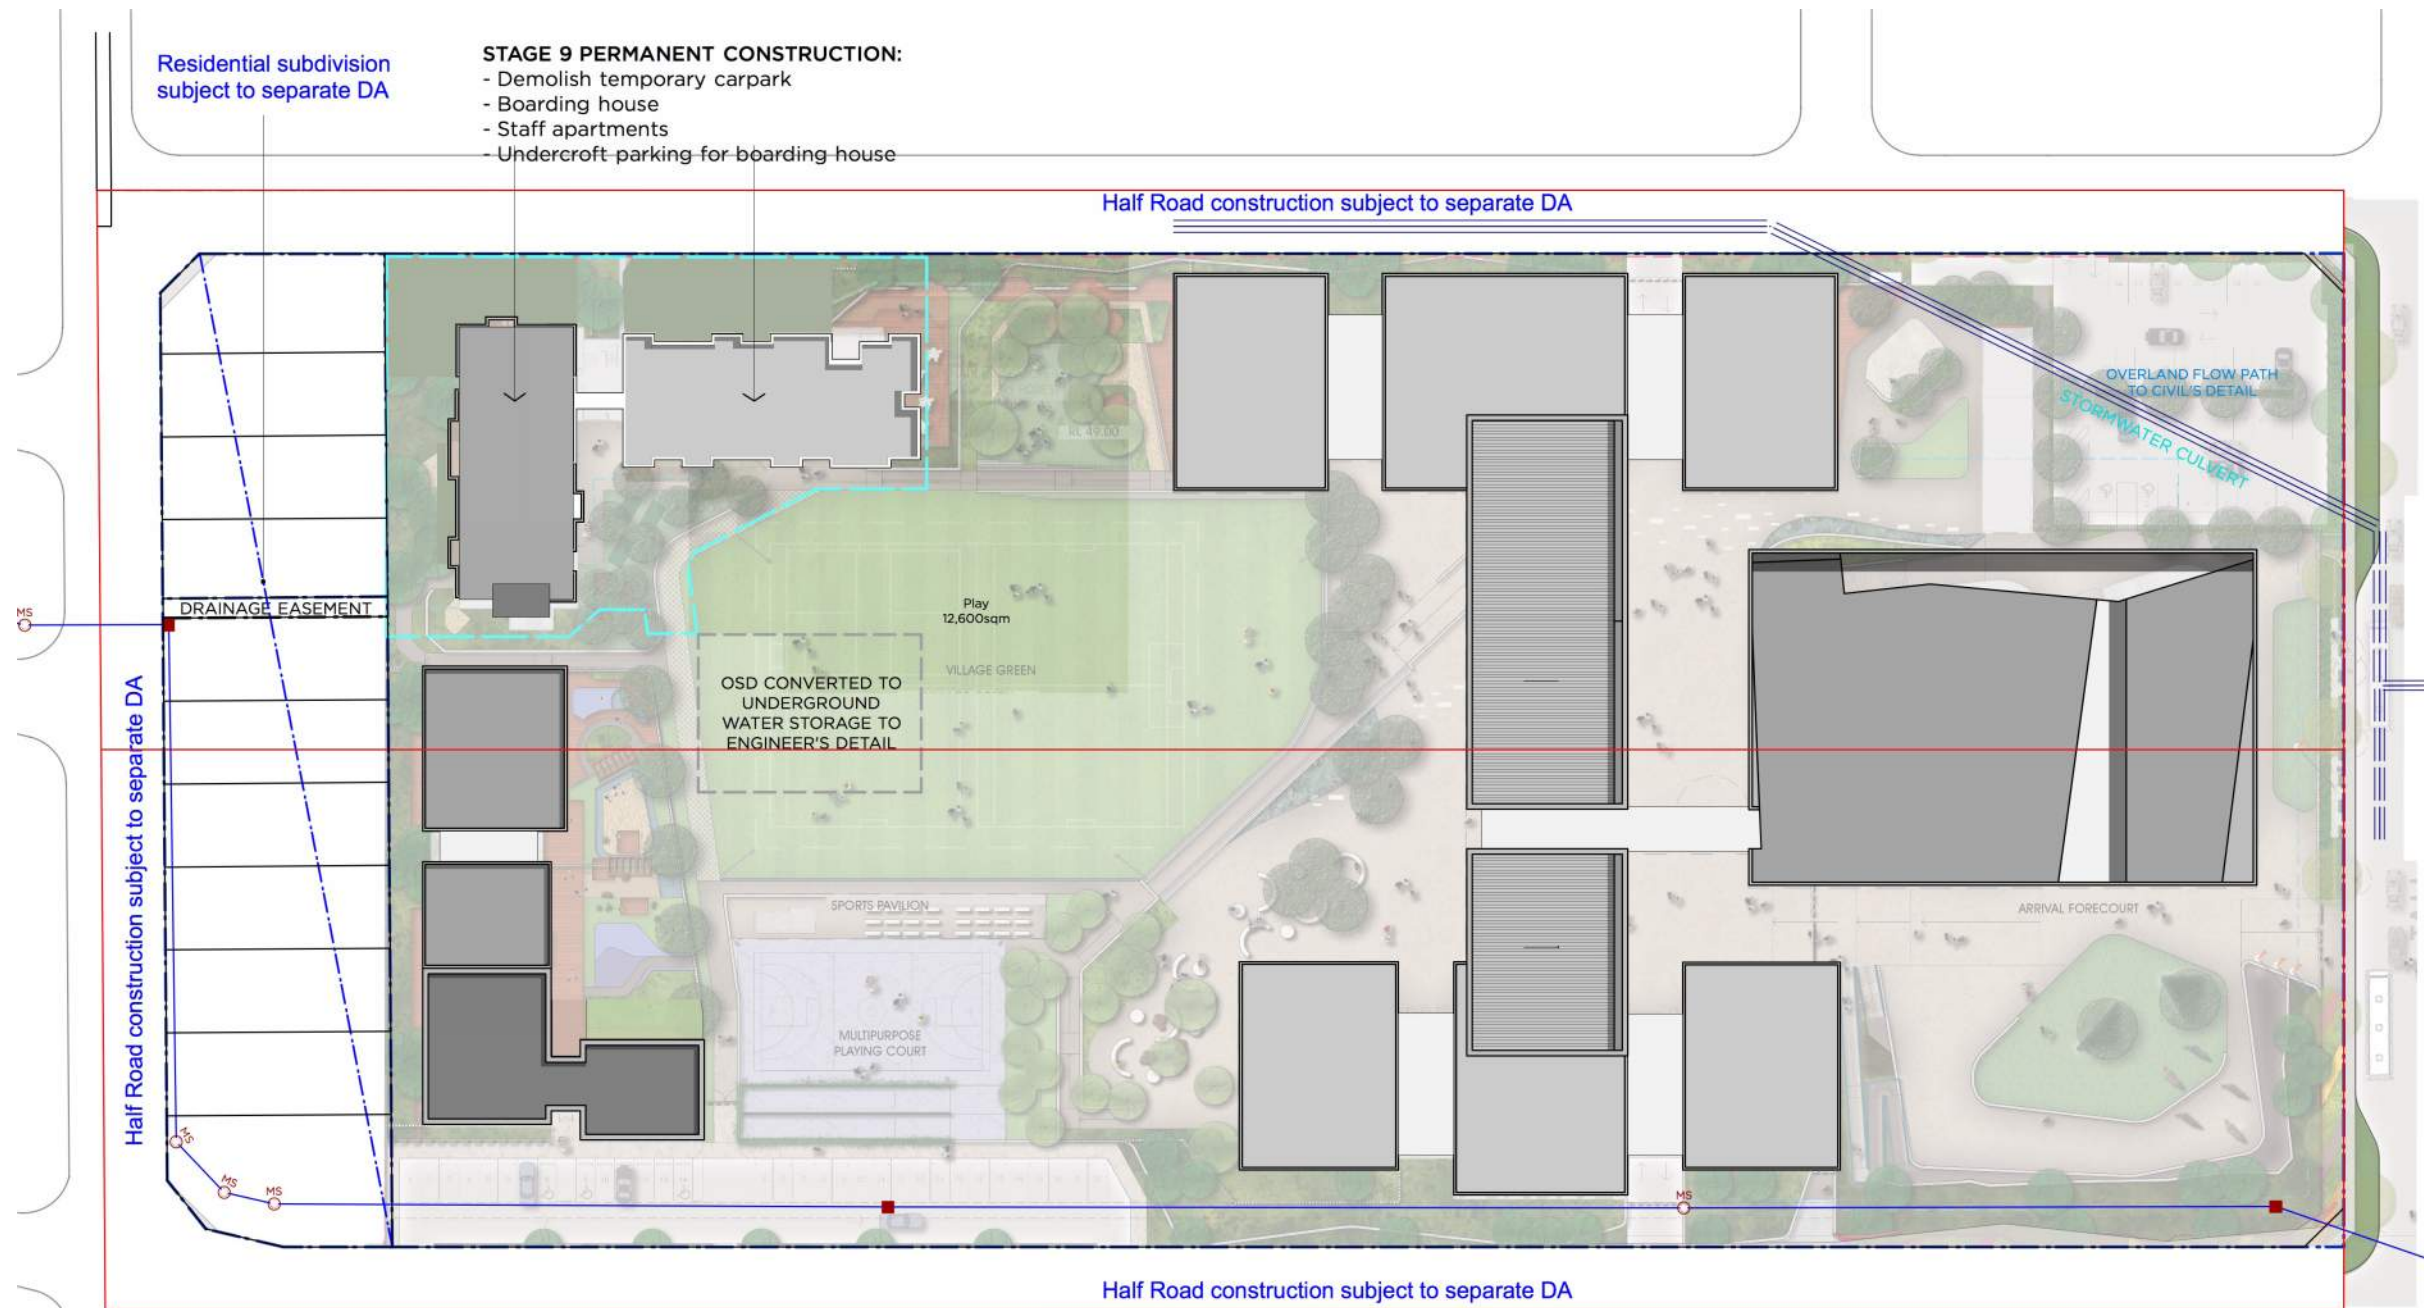 Residential subdivision
subject to separate DA
STAGE 9 PERMANENT CONSTRUCTION:
- Demolish temporary carpark
- Boarding house
- Staff apartments
- Undercroft parking for boarding house
Half Road construction subject to separate DA
OVERLAND FLOW PATH
TO CIVIL'S DETAIL
STORMWATER CULVERT
RL 49.00
MS
DRAINAGE EASEMENT
Play
12,600sqm
VILLAGE GREEN
OSD CONVERTED TO
UNDERGROUND
WATER STORAGE TO
ENGINEER'S DETAIL
Half Road construction subject to separate DA
SPORTS PAVILION
ARRIVAL FORECOURT
MULTIPURPOSE
PLAYING COURT
MS
MS
MS
MS
Half Road construction subject to separate DA